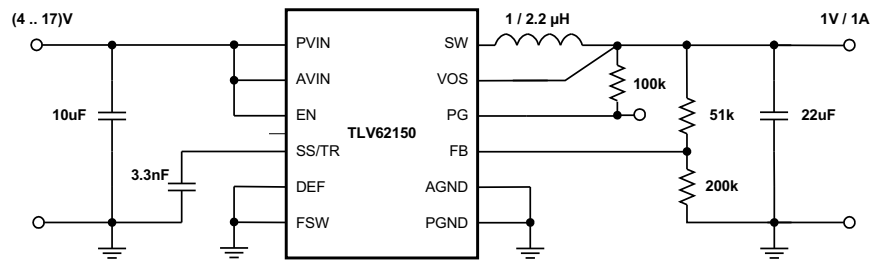 (4 .. 17)V
1 / 2.2 µH
1V / 1A
PVIN
SW
AVIN
VOS
100k
10uF
EN
PG
51k
22uF
TLV62150
SS/TR
FB
3.3nF
DEF
AGND
200k
FSW
PGND